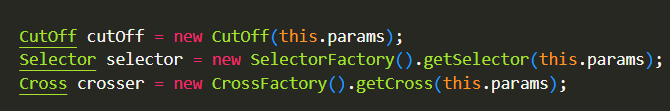 CutOff cutOff = new CutOff(this.params);
Selector selector = new SelectorFactory().getSelector(this.params);
Cross crosser = new CrossFactory().getCross(this.params);